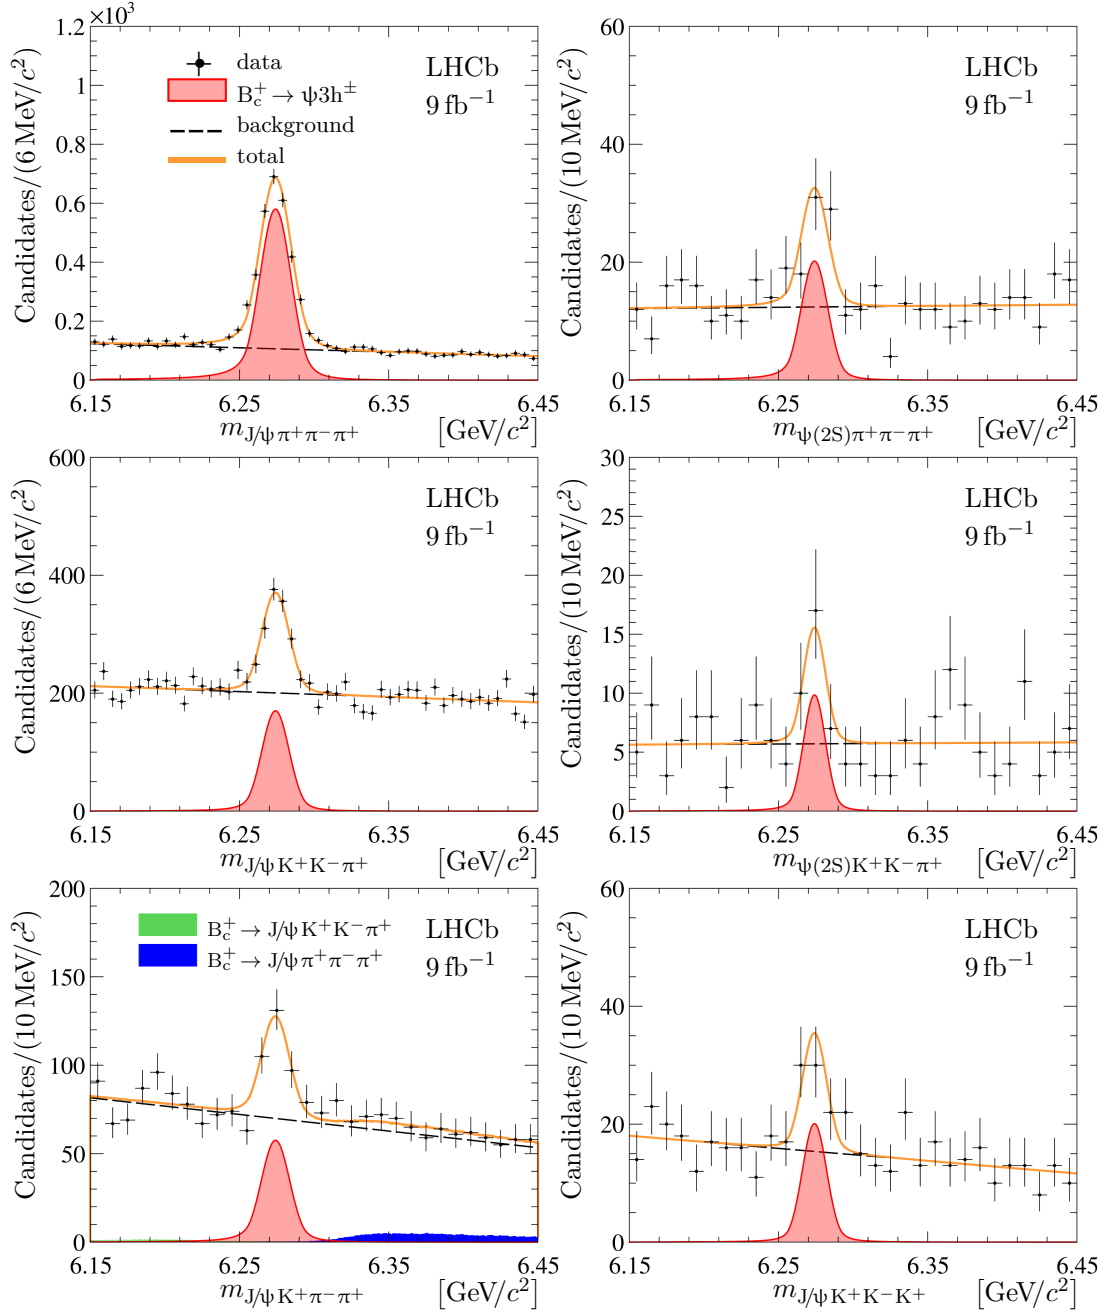 ×10³
1.2
1
0.8
0.6
0.4
0.2
0
Candidates/(6 MeV/c²)
data
B_c⁺ → ψ3h±
background
total
LHCb
9 fb⁻¹
6.15 6.25 6.35 6.45
m_J/ψπ⁺π⁻π⁺ [GeV/c²]
60
40
20
0
Candidates/(10 MeV/c²)
LHCb
9 fb⁻¹
6.15 6.25 6.35 6.45
m_ψ(2S)π⁺π⁻π⁺ [GeV/c²]
600
400
200
0
Candidates/(6 MeV/c²)
LHCb
9 fb⁻¹
6.15 6.25 6.35 6.45
m_J/ψK⁺K⁻π⁺ [GeV/c²]
30
25
20
15
10
5
0
Candidates/(10 MeV/c²)
LHCb
9 fb⁻¹
6.15 6.25 6.35 6.45
m_ψ(2S)K⁺K⁻π⁺ [GeV/c²]
200
150
100
50
0
Candidates/(10 MeV/c²)
B_c⁺ → J/ψK⁺K⁻π⁺
B_c⁺ → J/ψπ⁺π⁻π⁺
LHCb
9 fb⁻¹
6.15 6.25 6.35 6.45
m_J/ψK⁺π⁻π⁺ [GeV/c²]
60
40
20
0
Candidates/(10 MeV/c²)
LHCb
9 fb⁻¹
6.15 6.25 6.35 6.45
m_J/ψK⁺K⁻K⁺ [GeV/c²]